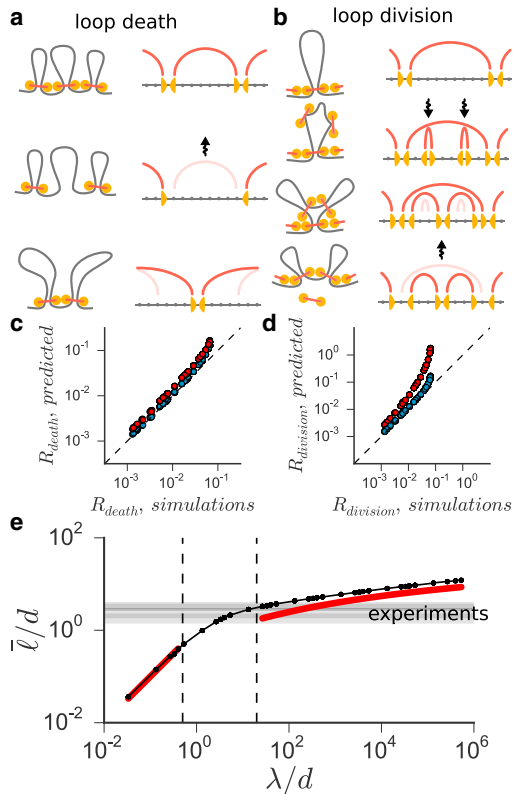 a loop death
b loop division
c
R_death, predicted
10^-1
10^-2
10^-3
10^-3 10^-2 10^-1
R_death, simulations
d
R_division, predicted
10^0
10^-1
10^-2
10^-3
10^-3 10^-2 10^-1 10^0
R_division, simulations
e
ℓ̄/d
10^2
10^0
10^-2
experiments
10^-2 10^0 10^2 10^4 10^6
λ/d